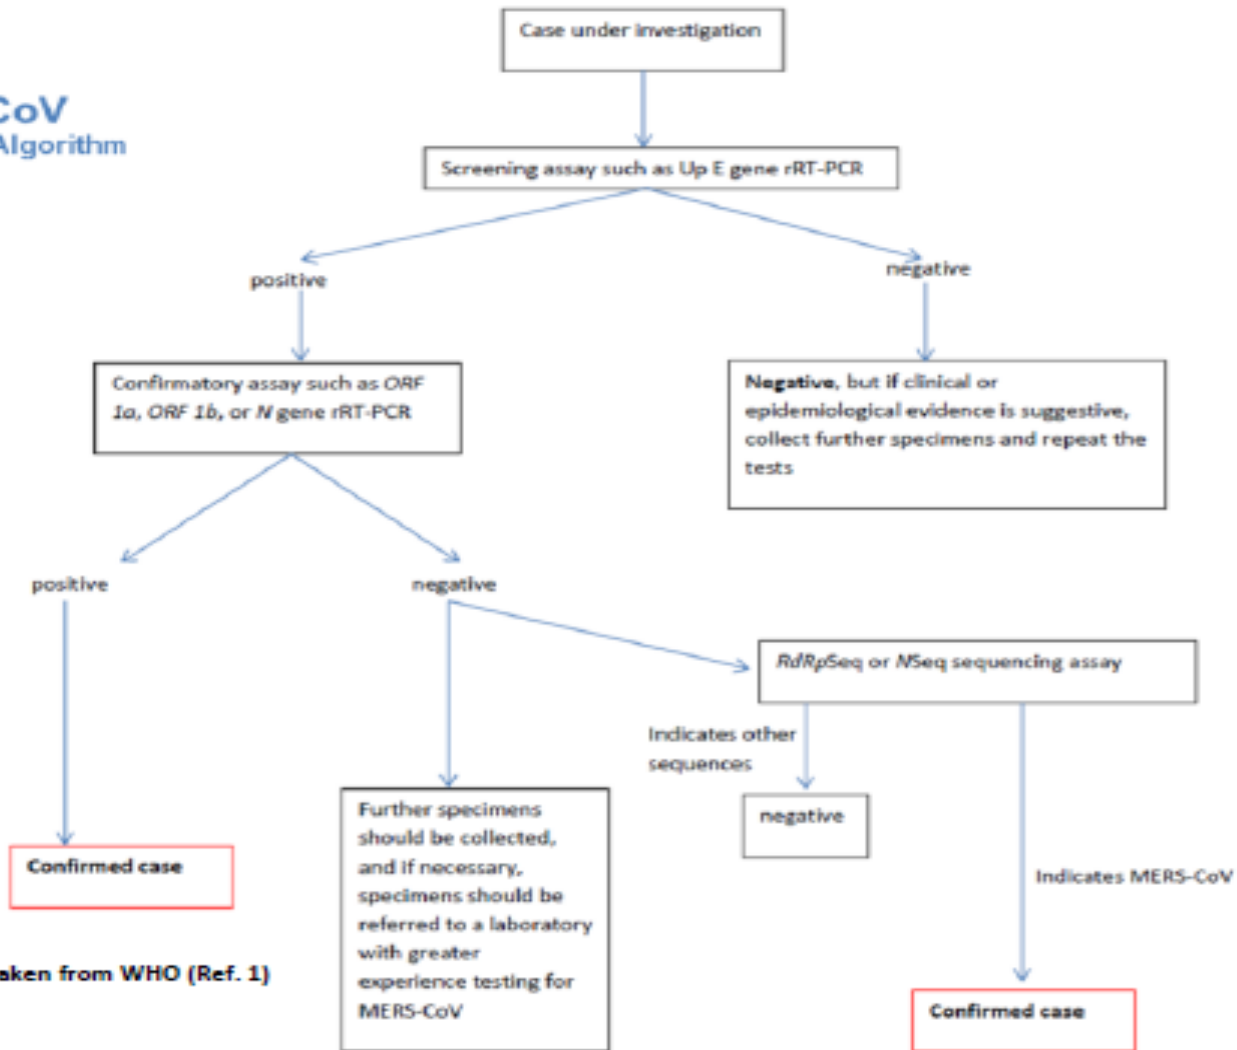 Case under investigation
CoV
Algorithm
Screening assay such as Up E gene rRT-PCR
positive
negative
Confirmatory assay such as ORF
1a, ORF 1b, or N gene rRT-PCR
Negative, but if clinical or
epidemiological evidence is suggestive,
collect further specimens and repeat the
tests
positive
negative
RdRpSeq or NSeq sequencing assay
Indicates other
sequences
negative
Indicates MERS-CoV
Further specimens
should be collected,
and if necessary,
specimens should be
referred to a laboratory
with greater
experience testing for
MERS-CoV
Confirmed case
aken from WHO (Ref. 1)
Confirmed case